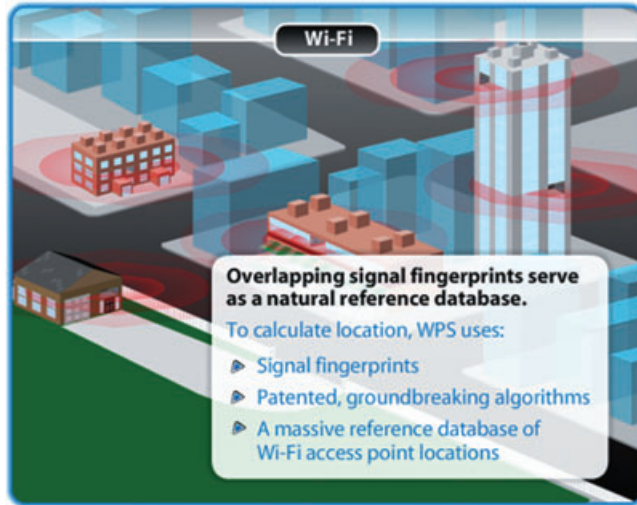 Wi-Fi
Overlapping signal fingerprints serve
as a natural reference database.
To calculate location, WPS uses:
Signal fingerprints
Patented, groundbreaking algorithms
A massive reference database of
Wi-Fi access point locations